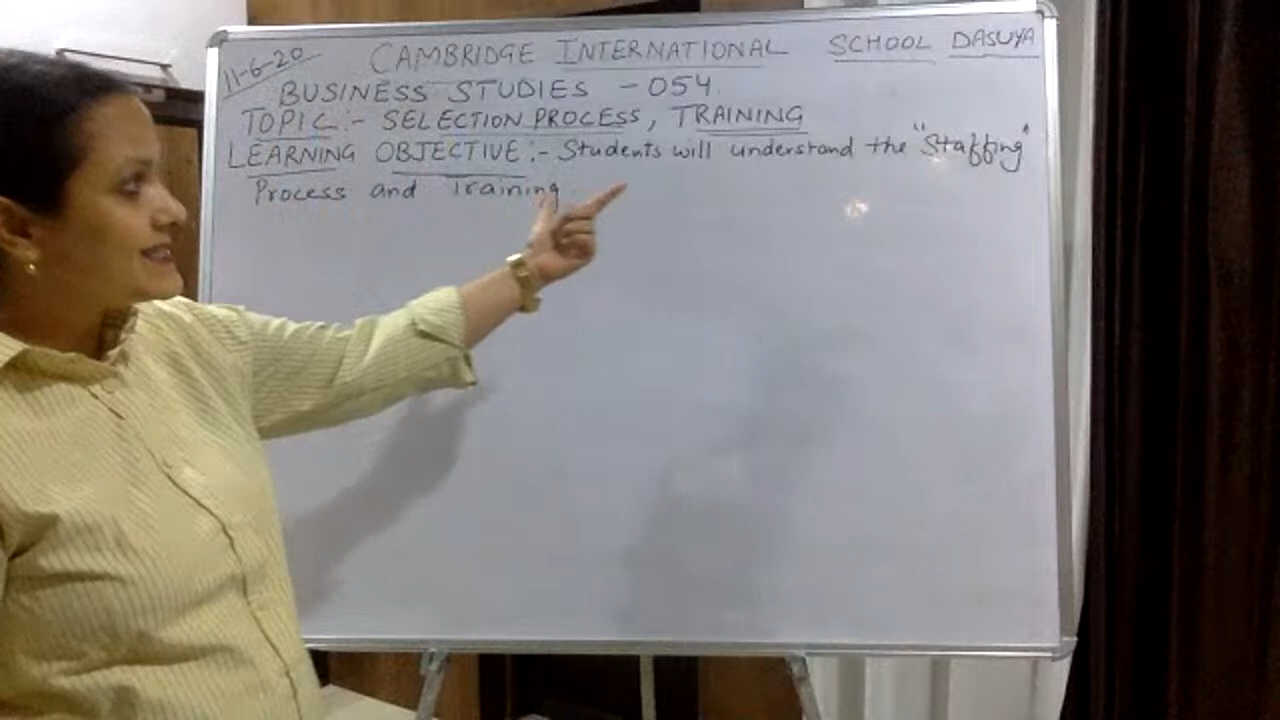 11-6-20 CAMBRIDGE INTERNATIONAL SCHOOL DASUYA
BUSINESS STUDIES - 054.
TOPIC:- SELECTION PROCESS, TRAINING
LEARNING OBJECTIVE:- Students will understand the "Staffing"
Process and Training.